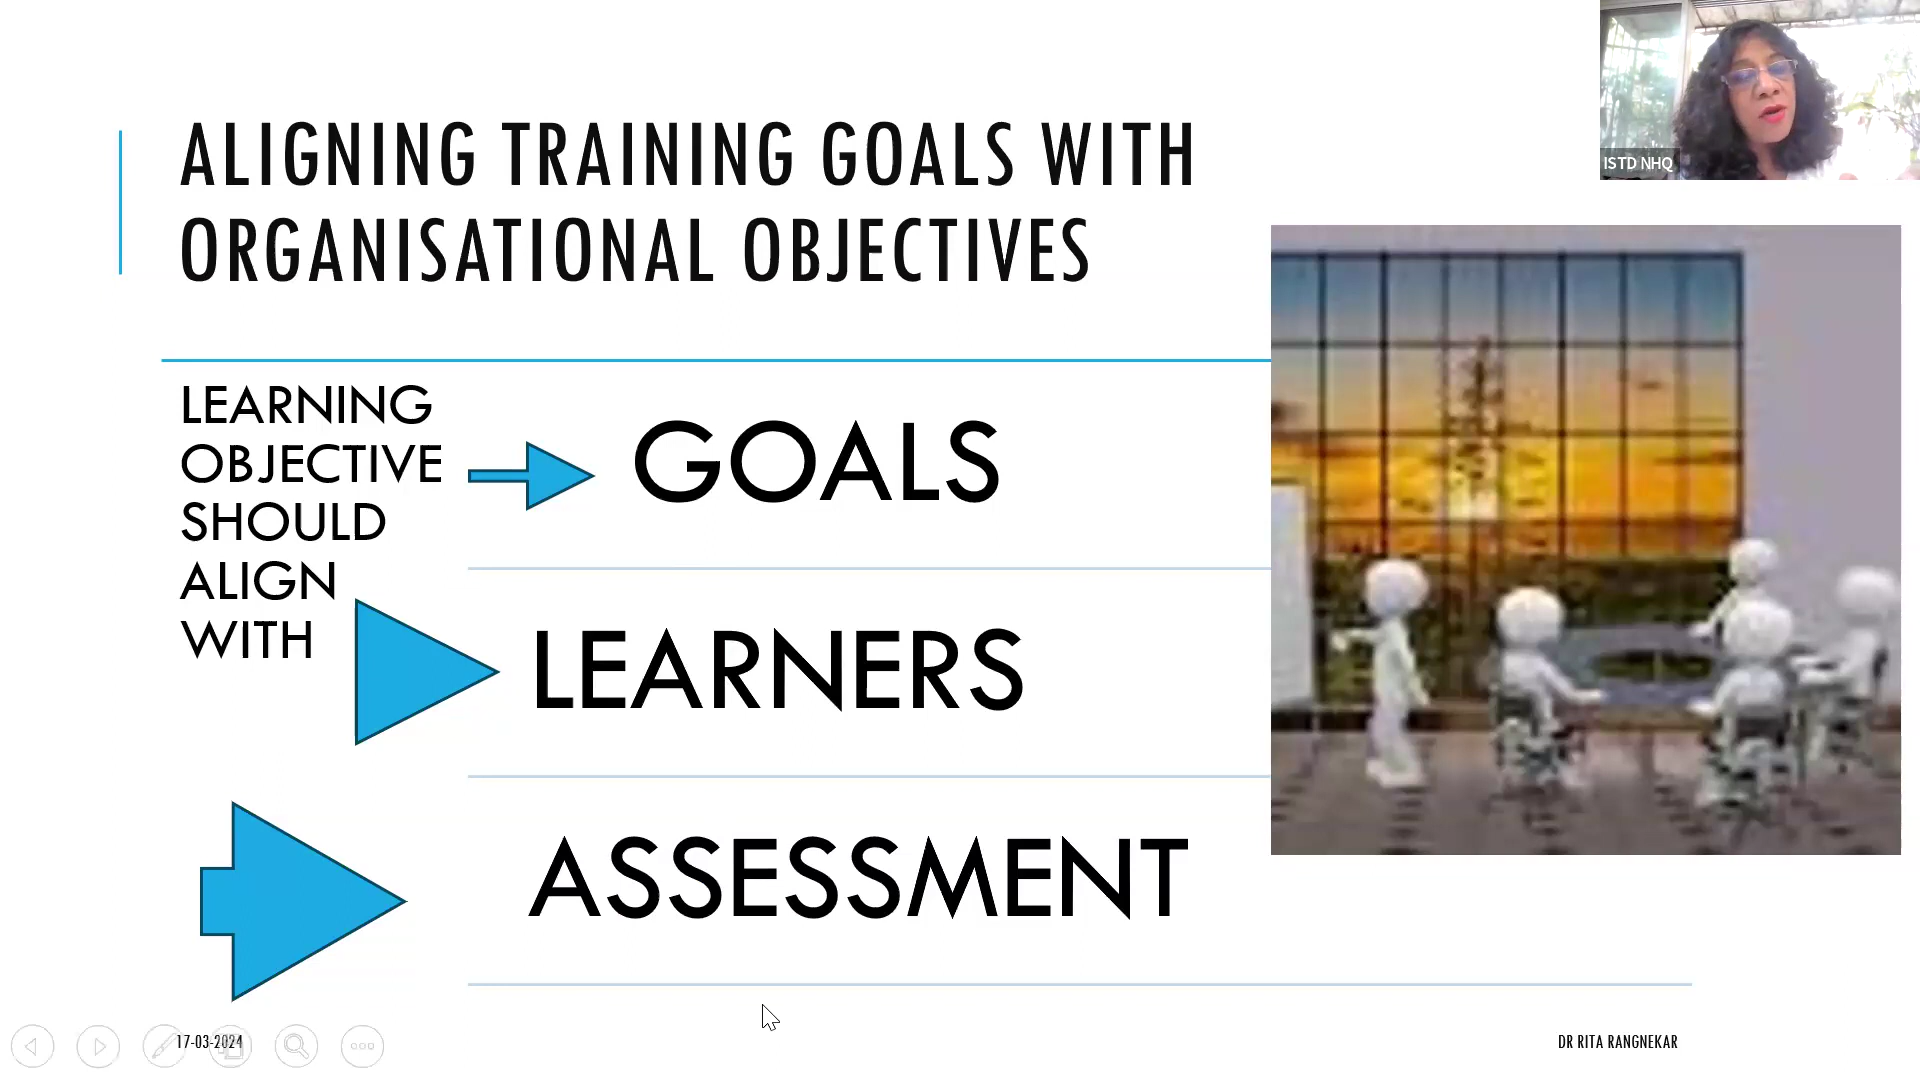 ALIGNING TRAINING GOALS WITH
ORGANISATIONAL OBJECTIVES
ISTD NHQ
LEARNING
OBJECTIVE
SHOULD
ALIGN
WITH
GOALS
LEARNERS
ASSESSMENT
17-03-2024
DR RITA RANGNEKAR